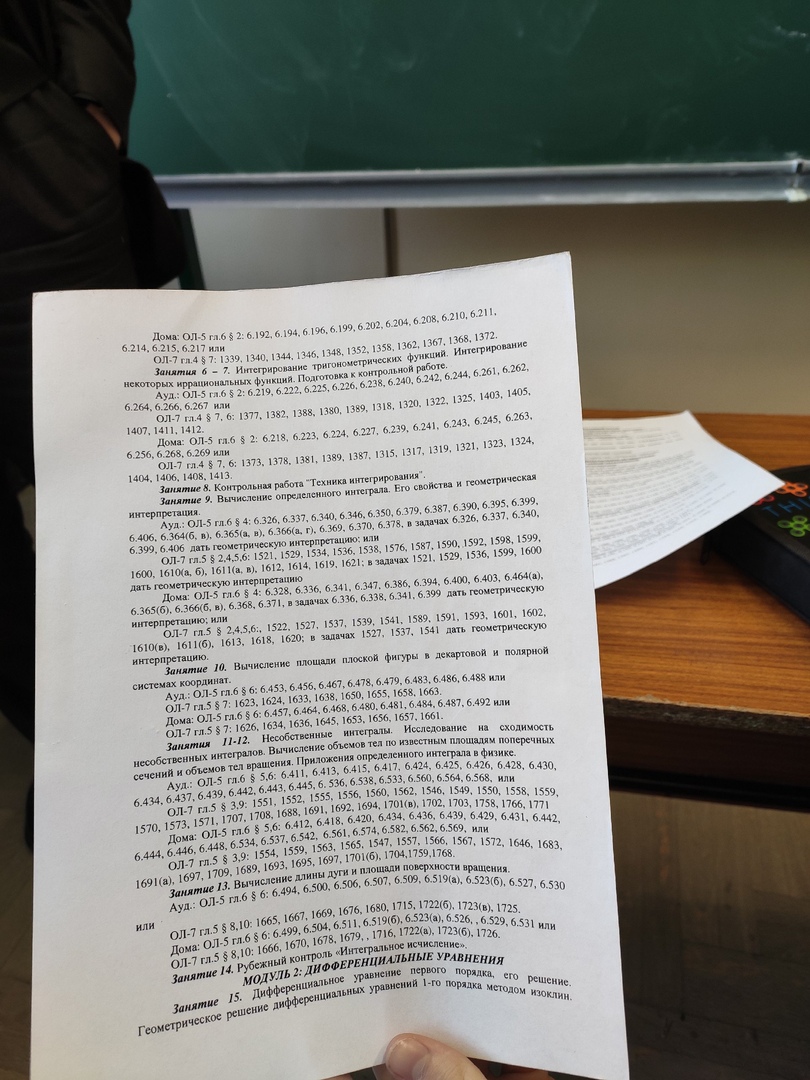 Дома: ОЛ-5 гл.6 § 2: 6.192, 6.194, 6.196, 6.199, 6.202, 6.204, 6.208, 6.210, 6.211,
6.214, 6.215, 6.217 или
ОЛ-7 гл.4 § 7: 1339, 1340, 1344, 1346, 1348, 1352, 1358, 1362, 1367, 1368, 1372.
Занятия 6 – 7. Интегрирование тригонометрических функций. Интегрирование
некоторых иррациональных функций. Подготовка к контрольной работе.
Ауд.: ОЛ-5 гл.6 § 2: 6.219, 6.222, 6.225, 6.226, 6.238, 6.240, 6.242, 6.244, 6.261, 6.262,
6.264, 6.266, 6.267 или
ОЛ-7 гл.4 § 7, 6: 1377, 1382, 1388, 1380, 1389, 1318, 1320, 1322, 1325, 1403, 1405,
1407, 1411, 1412.
Дома: ОЛ-5 гл.6 § 2: 6.218, 6.223, 6.224, 6.227, 6.239, 6.241, 6.243, 6.245, 6.263,
6.256, 6.268, 6.269 или
ОЛ-7 гл.4 § 7, 6: 1373, 1378, 1381, 1389, 1387, 1315, 1317, 1319, 1321, 1323, 1324,
1404, 1406, 1408, 1413.
Занятие 8. Контрольная работа "Техника интегрирования".
Занятие 9. Вычисление определенного интеграла. Его свойства и геометрическая
интерпретация.
Ауд.: ОЛ-5 гл.6 § 4: 6.326, 6.337, 6.340, 6.346, 6.350, 6.379, 6.387, 6.390, 6.395, 6.399,
6.406, 6.364(б, в), 6.365(а, в), 6.366(а, г), 6.369, 6.370, 6.378, в задачах 6.326, 6.337, 6.340,
6.399, 6.406 дать геометрическую интерпретацию: или
ОЛ-7 гл.5 § 2,4,5,6: 1521, 1529, 1534, 1536, 1538, 1576, 1587, 1590, 1592, 1598, 1599,
1600, 1610(а, б), 1611(а, в), 1612, 1614, 1619, 1621; в задачах 1521, 1529, 1536, 1599, 1600
дать геометрическую интерпретацию
Дома: ОЛ-5 гл.6 § 4: 6.328, 6.336, 6.341, 6.347, 6.386, 6.394, 6.400, 6.403, 6.464(а),
6.365(б), 6.366(б, в), 6.368, 6.371, в задачах 6.336, 6.338, 6.341, 6.399 дать геометрическую
интерпретацию; или
ОЛ-7 гл.5 § 2,4,5,6:, 1522, 1527, 1537, 1539, 1541, 1589, 1591, 1593, 1601, 1602,
1610(в), 1611(б), 1613, 1618, 1620; в задачах 1527, 1537, 1541 дать геометрическую
интерпретацию.
Занятие 10. Вычисление площади плоской фигуры в декартовой и полярной
системах координат.
Ауд.: ОЛ-5 гл.6 § 6: 6.453, 6.456, 6.467, 6.478, 6.479, 6.483, 6.486, 6.488 или
ОЛ-7 гл.5 § 7: 1623, 1624, 1633, 1638, 1650, 1655, 1658, 1663.
Дома: ОЛ-5 гл.6 § 6: 6.457, 6.464, 6.468, 6.480, 6.481, 6.484, 6.487, 6.492 или
ОЛ-7 гл.5 § 7: 1626, 1634, 1636, 1645, 1653, 1656, 1657, 1661.
Занятия 11-12. Несобственные интегралы. Исследование на сходимость
несобственных интегралов. Вычисление объемов тел по известным площадям поперечных
сечений и объемов тел вращения. Приложения определенного интеграла в физике.
Ауд.: ОЛ-5 гл.6 § 5,6: 6.411, 6.413, 6.415, 6.417, 6.424, 6.425, 6.426, 6.428, 6.430,
6.434, 6.437, 6.439, 6.442, 6.443, 6.445, 6. 536, 6.538, 6.533, 6.560, 6.564, 6.568, или
ОЛ-7 гл.5 § 3,9: 1551, 1552, 1555, 1556, 1560, 1562, 1546, 1549, 1550, 1558, 1559,
1570, 1573, 1571, 1707, 1708, 1688, 1691, 1692, 1694, 1701(в), 1702, 1703, 1758, 1766, 1771
Дома: ОЛ-5 гл.6 § 5,6: 6.412, 6.418, 6.420, 6.434, 6.436, 6.439, 6.429, 6.431, 6.442,
6.444, 6.446, 6.448, 6.534, 6.537, 6.542, 6.561, 6.574, 6.582, 6.562, 6.569, или
ОЛ-7 гл.5 § 3,9: 1554, 1559, 1563, 1565, 1547, 1557, 1566, 1567, 1572, 1646, 1683,
1691(а), 1697, 1709, 1689, 1693, 1695, 1697, 1701(б), 1704,1759,1768.
Занятие 13. Вычисление длины дуги и площади поверхности вращения.
Ауд.: ОЛ-5 гл.6 § 6: 6.494, 6.500, 6.506, 6.507, 6.509, 6.519(а), 6.523(б), 6.527, 6.530
или
ОЛ-7 гл.5 § 8,10: 1665, 1667, 1669, 1676, 1680, 1715, 1722(б), 1723(в), 1725.
Дома: ОЛ-5 гл.6 § 6: 6.499, 6.504, 6.511, 6.519(б), 6.523(а), 6.526, , 6.529, 6.531 или
ОЛ-7 гл.5 § 8,10: 1666, 1670, 1678, 1679, , 1716, 1722(а), 1723(б), 1726.
Занятие 14. Рубежный контроль «Интегральное исчисление».
МОДУЛЬ 2: ДИФФЕРЕНЦИАЛЬНЫЕ УРАВНЕНИЯ
Занятие 15. Дифференциальное уравнение первого порядка, его решение.
Геометрическое решение дифференциальных уравнений 1-го порядка методом изоклин.